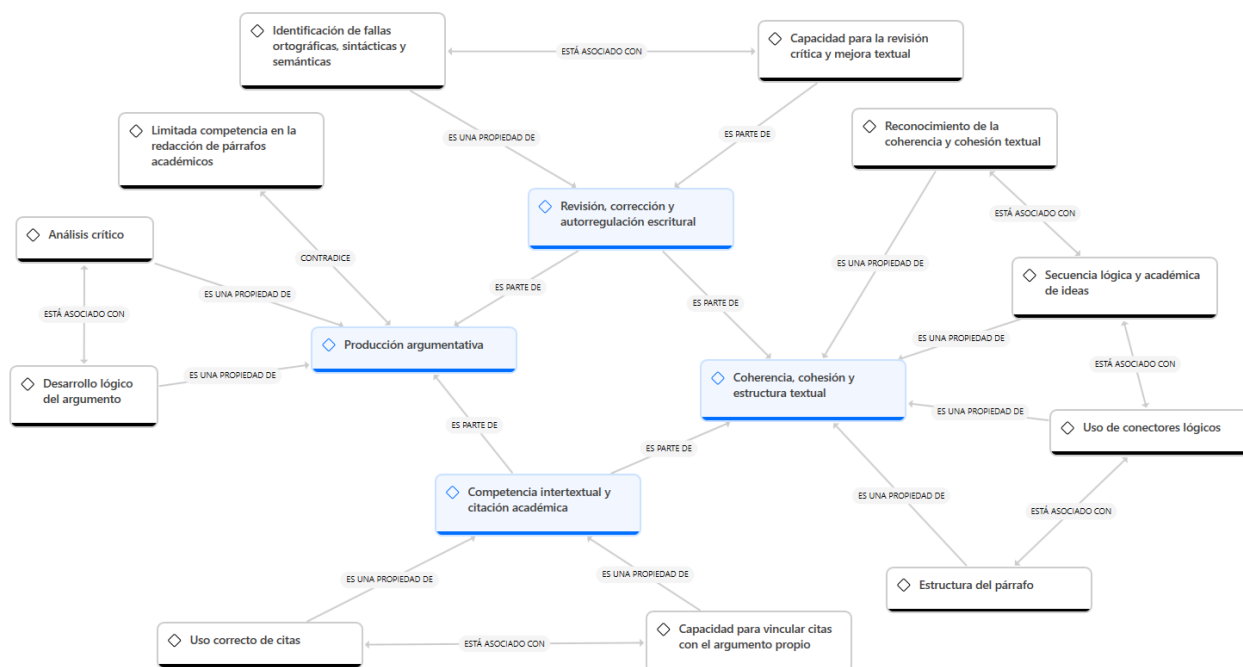 Identificación de fallas
ortográficas, sintácticas y
semánticas
ESTÁ ASOCIADO CON
Capacidad para la revisión
crítica y mejora textual
Limitada competencia en la
redacción de párrafos
académicos
ES UNA PROPIEDAD DE
ES PARTE DE
Reconocimiento de la
coherencia y cohesión textual
Revisión, corrección y
autorregulación escritural
ESTÁ ASOCIADO CON
Análisis crítico
CONTRADICE
ES UNA PROPIEDAD DE
Secuencia lógica y académica
de ideas
ES UNA PROPIEDAD DE
ES PARTE DE
ES PARTE DE
ESTÁ ASOCIADO CON
Producción argumentativa
ES UNA PROPIEDAD DE
Desarrollo lógico
del argumento
ES UNA PROPIEDAD DE
Coherencia, cohesión y
estructura textual
ESTÁ ASOCIADO CON
ES UNA PROPIEDAD DE
Uso de conectores lógicos
ES PARTE DE
ES PARTE DE
Competencia intertextual y
citación académica
ES UNA PROPIEDAD DE
ESTÁ ASOCIADO CON
ES UNA PROPIEDAD DE
ES UNA PROPIEDAD DE
Estructura del párrafo
Uso correcto de citas
ESTÁ ASOCIADO CON
Capacidad para vincular citas
con el argumento propio